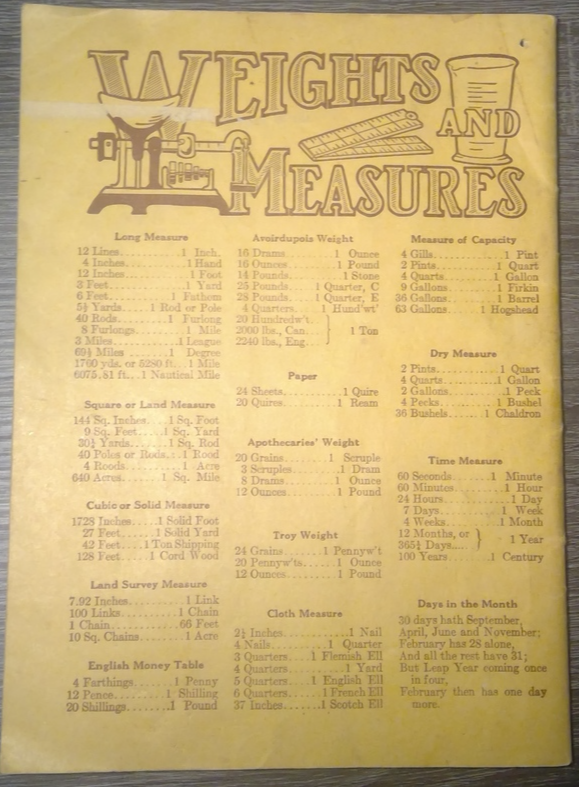 WEIGHTS
AND
MEASURES
Long Measure
12 Lines..........1 Inch.
4 Inches..........1 Hand
12 Inches..........1 Foot
3 Feet..........1 Yard
6 Feet..........1 Fathom
5½ Yards.....1 Rod or Pole
40 Rods..........1 Furlong
8 Furlongs..........1 Mile
3 Miles..........1 League
69½ Miles ..........1 Degree
1760 yds. or 5280 ft...1 Mile
6075.81 ft...1 Nautical Mile
Square or Land Measure
144 Sq. Inches....1 Sq. Foot
9 Sq. Feet.....1 Sq. Yard
30¼ Yards......1 Sq. Rod
40 Poles or Rods...1 Rood
4 Roods..........1 Acre
640 Acres......1 Sq. Mile
Cubic or Solid Measure
1728 Inches.....1 Solid Foot
27 Feet......1 Solid Yard
42 Feet....1 Ton Shipping
128 Feet.....1 Cord Wood
Land Survey Measure
7.92 Inches.........1 Link
100 Links.........1 Chain
1 Chain.........66 Feet
10 Sq. Chains.....1 Acre
English Money Table
4 Farthings......1 Penny
12 Pence.......1 Shilling
20 Shillings........1 Pound
Avoirdupois Weight
16 Drams..........1 Ounce
16 Ounces..........1 Pound
14 Pounds..........1 Stone
25 Pounds....1 Quarter, C
28 Pounds....1 Quarter, E
4 Quarters....1 Hund'wt'
20 Hundredw't.
2000 lbs., Can....
2240 lbs., Eng...
1 Ton
Paper
24 Sheets..........1 Quire
20 Quires..........1 Ream
Apothecaries' Weight
20 Grains........1 Scruple
3 Scruples........1 Dram
8 Drams........1 Ounce
12 Ounces........1 Pound
Troy Weight
24 Grains......1 Pennyw't
20 Pennyw'ts......1 Ounce
12 Ounces.........1 Pound
Cloth Measure
2¼ Inches..........1 Nail
4 Nails..........1 Quarter
3 Quarters....1 Flemish Ell
4 Quarters..........1 Yard
5 Quarters....1 English Ell
6 Quarters.....1 French Ell
37 Inches.......1 Scotch Ell
Measure of Capacity
4 Gills..........1 Pint
2 Pints..........1 Quart
4 Quarts..........1 Gallon
9 Gallons.........1 Firkin
36 Gallons........1 Barrel
63 Gallons.....1 Hogshead
Dry Measure
2 Pints..........1 Quart
4 Quarts.........1 Gallon
2 Gallons..........1 Peck
4 Pecks.........1 Bushel
36 Bushels......1 Chaldron
Time Measure
60 Seconds.......1 Minute
60 Minutes........1 Hour
24 Hours..........1 Day
7 Days..........1 Week
4 Weeks.........1 Month
12 Months, or
365¼ Days.....
1 Year
100 Years.......1 Century
Days in the Month
30 days hath September,
April, June and November;
February has 28 alone,
And all the rest have 31;
But Leap Year coming once
in four,
February then has one day
more.